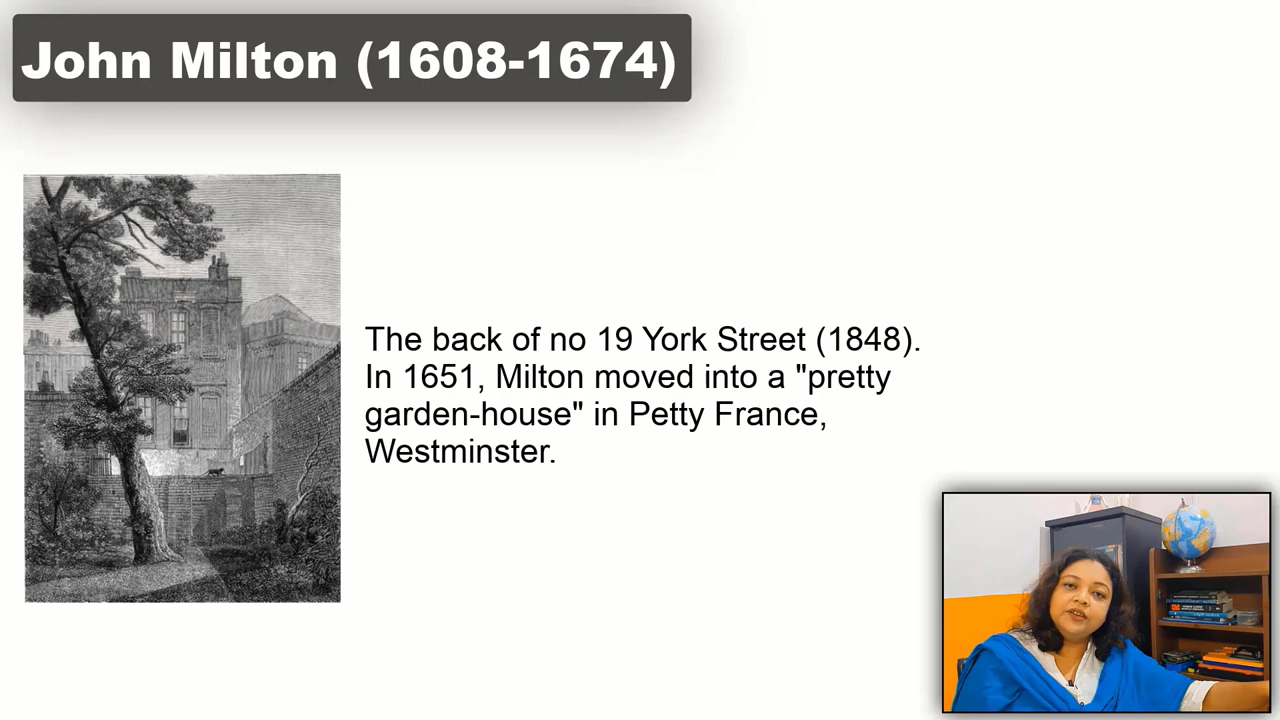 John Milton (1608-1674)
The back of no 19 York Street (1848).
In 1651, Milton moved into a "pretty
garden-house" in Petty France,
Westminster.